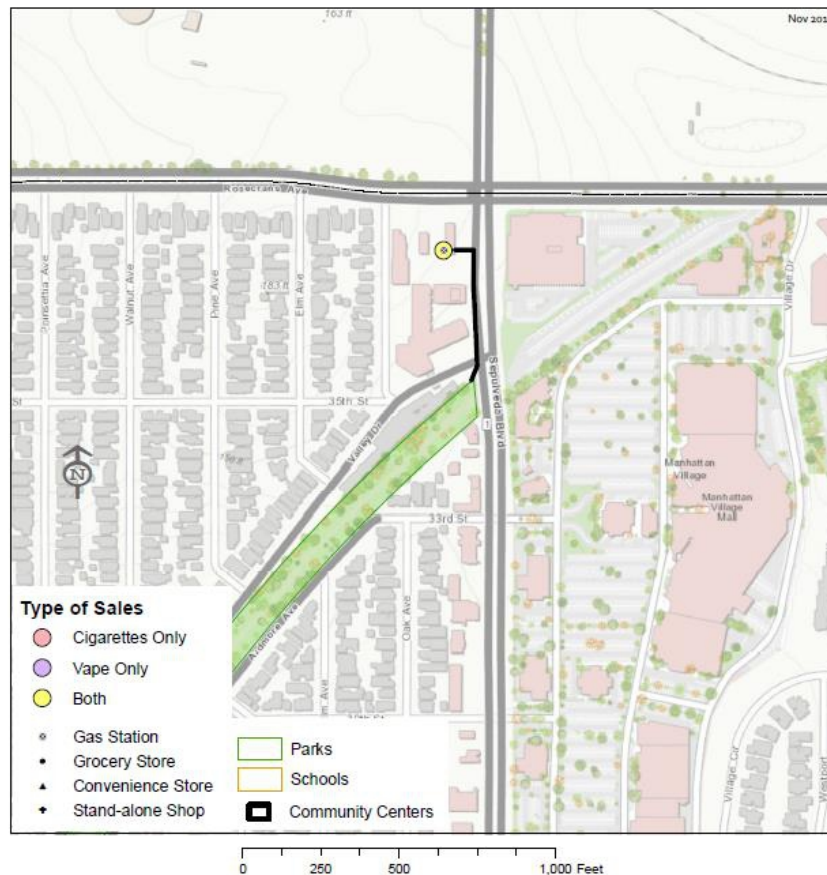 163 ft
Nov 201
Rosecrans Ave
Poinsettia Ave
Walnut Ave
Pine Ave
Elm Ave
183 ft
Village Dr
St
35th St
Sepulveda Blvd
1
Valley Dr
N
Manhattan
Village
Manhattan
Village
Mall
33rd St
Ardmore Ave
Oak Ave
Village Cir
Westport
Type of Sales
Cigarettes Only
Vape Only
Both
Gas Station
Grocery Store
Convenience Store
Stand-alone Shop
Parks
Schools
Community Centers
0 250 500 1,000 Feet